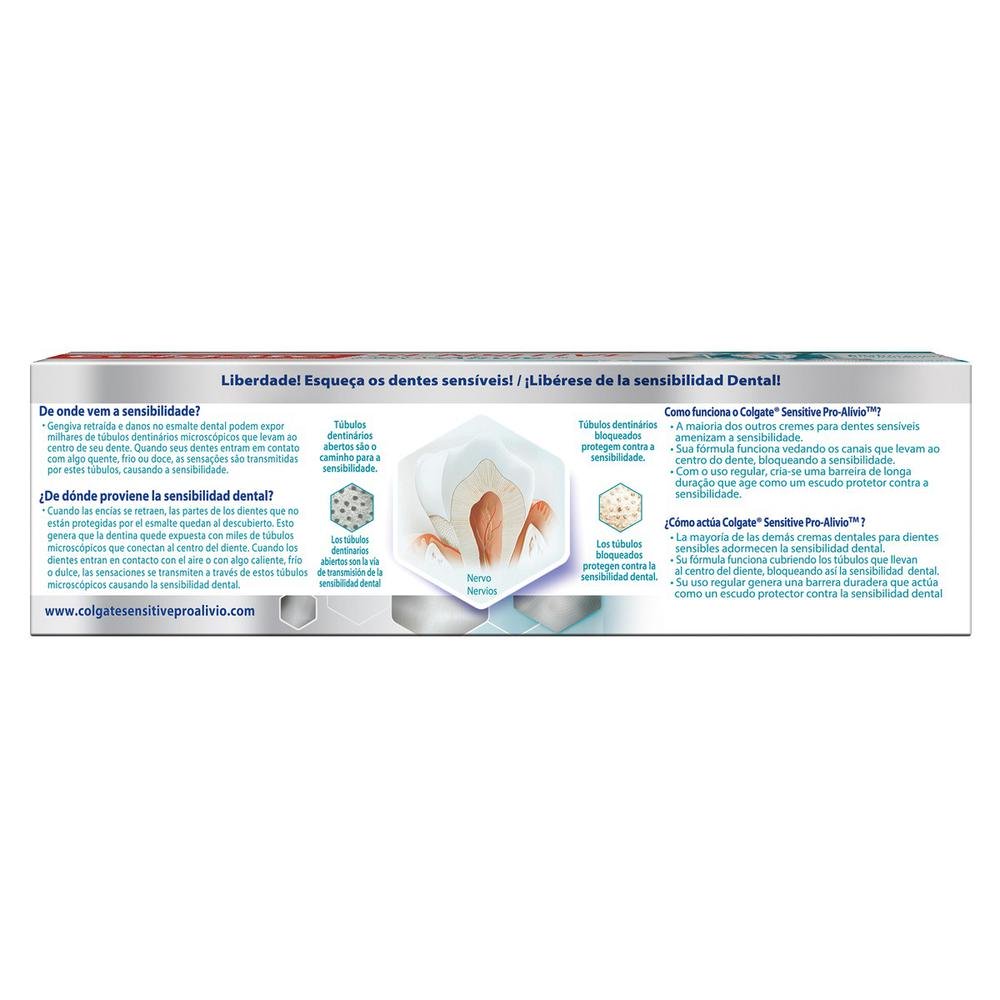 SENSITIVE
Liberdade! Esqueça os dentes sensíveis! / ¡Libérese de la sensibilidad Dental!
De onde vem a sensibilidade?
• Gengiva retraída e danos no esmalte dental podem expor
milhares de túbulos dentinários microscópicos que levam ao
centro de seu dente. Quando seus dentes entram em contato
com algo quente, frio ou doce, as sensações são transmitidas
por estes túbulos, causando a sensibilidade.
¿De dónde proviene la sensibilidad dental?
• Cuando las encías se retraen, las partes de los dientes que no
están protegidas por el esmalte quedan al descubierto. Esto
genera que la dentina quede expuesta con miles de túbulos
microscópicos que conectan al centro del diente. Cuando los
dientes entran en contacto con el aire o con algo caliente, frío
o dulce, las sensaciones se transmiten a través de estos túbulos
microscópicos causando la sensibilidad dental.
www.colgatesensitiveproalivio.com
Túbulos
dentinários
abertos são o
caminho para a
sensibilidade.
Los túbulos
dentinarios
abiertos son la vía
de transmisión de la
sensibilidad dental
Nervo
Nervios
Túbulos dentinários
bloqueados
protegem contra a
sensibilidade.
Los túbulos
bloqueados
protegen contra la
sensibilidad dental.
Como funciona o Colgate® Sensitive Pro-Alívio™?
• A maioria dos outros cremes para dentes sensíveis
amenizam a sensibilidade.
• Sua fórmula funciona vedando os canais que levam ao
centro do dente, bloqueando a sensibilidade.
• Com o uso regular, cria-se uma barreira de longa
duração que age como um escudo protetor contra a
sensibilidade.
¿Cómo actúa Colgate® Sensitive Pro-Alivio™ ?
• La mayoría de las demás cremas dentales para dientes
sensibles adormecen la sensibilidad dental.
• Su fórmula funciona cubriendo los túbulos que llevan
al centro del diente, bloqueando así la sensibilidad dental.
• Su uso regular genera una barrera duradera que actúa
como un escudo protector contra la sensibilidad dental